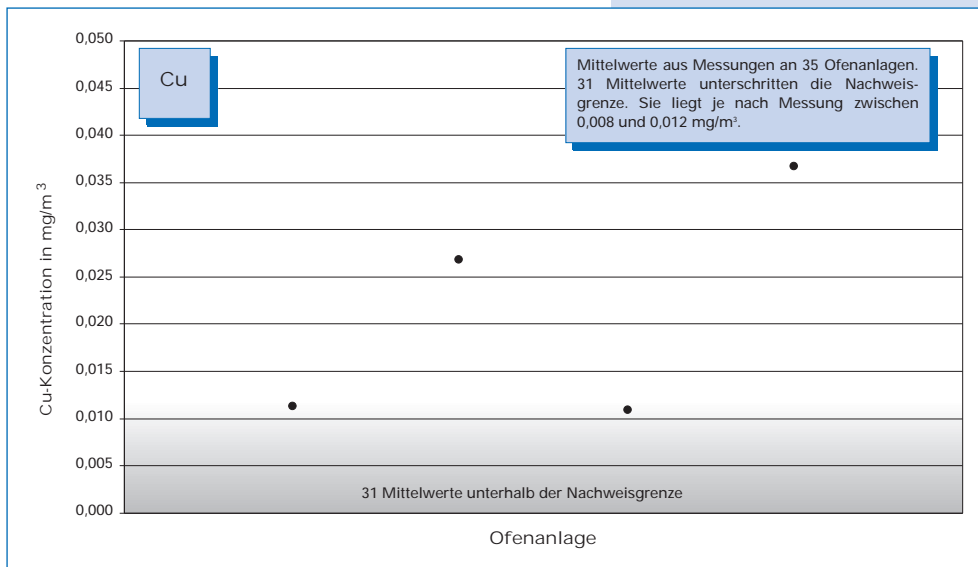 Cu
Mittelwerte aus Messungen an 35 Ofenanlagen.
31 Mittelwerte unterschritten die Nachweis-
grenze. Sie liegt je nach Messung zwischen
0,008 und 0,012 mg/m³.
Cu-Konzentration in mg/m³
0,050
0,045
0,040
0,035
0,030
0,025
0,020
0,015
0,010
0,005
0,000
31 Mittelwerte unterhalb der Nachweisgrenze
Ofenanlage